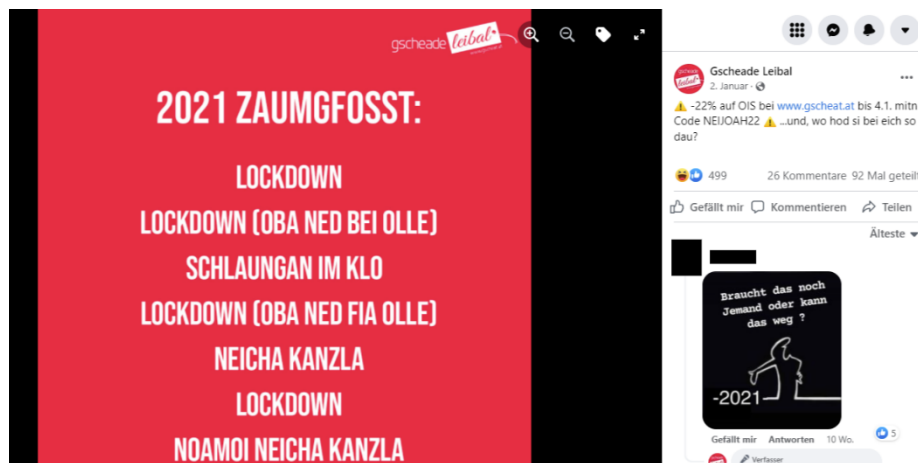 gscheade leibal
2021 ZAUMGFOSST:
LOCKDOWN
LOCKDOWN (OBA NED BEI OLLE)
SCHLAUNGAN IM KLO
LOCKDOWN (OBA NED FIA OLLE)
NEICHA KANZLA
LOCKDOWN
NOAMOI NEICHA KANZLA
Gscheade Leibal
2. Januar ·
-22% auf OIS bei www.gscheat.at bis 4.1. mitn
Code NEIJOAH22 ...und, wo hod si bei eich so
dau?
499 26 Kommentare 92 Mal geteilt
Gefällt mir Kommentieren Teilen
Älteste
Braucht das noch
Jemand oder kann
das weg ?
-2021
Gefällt mir Antworten 10 Wo. 5
Verfasser